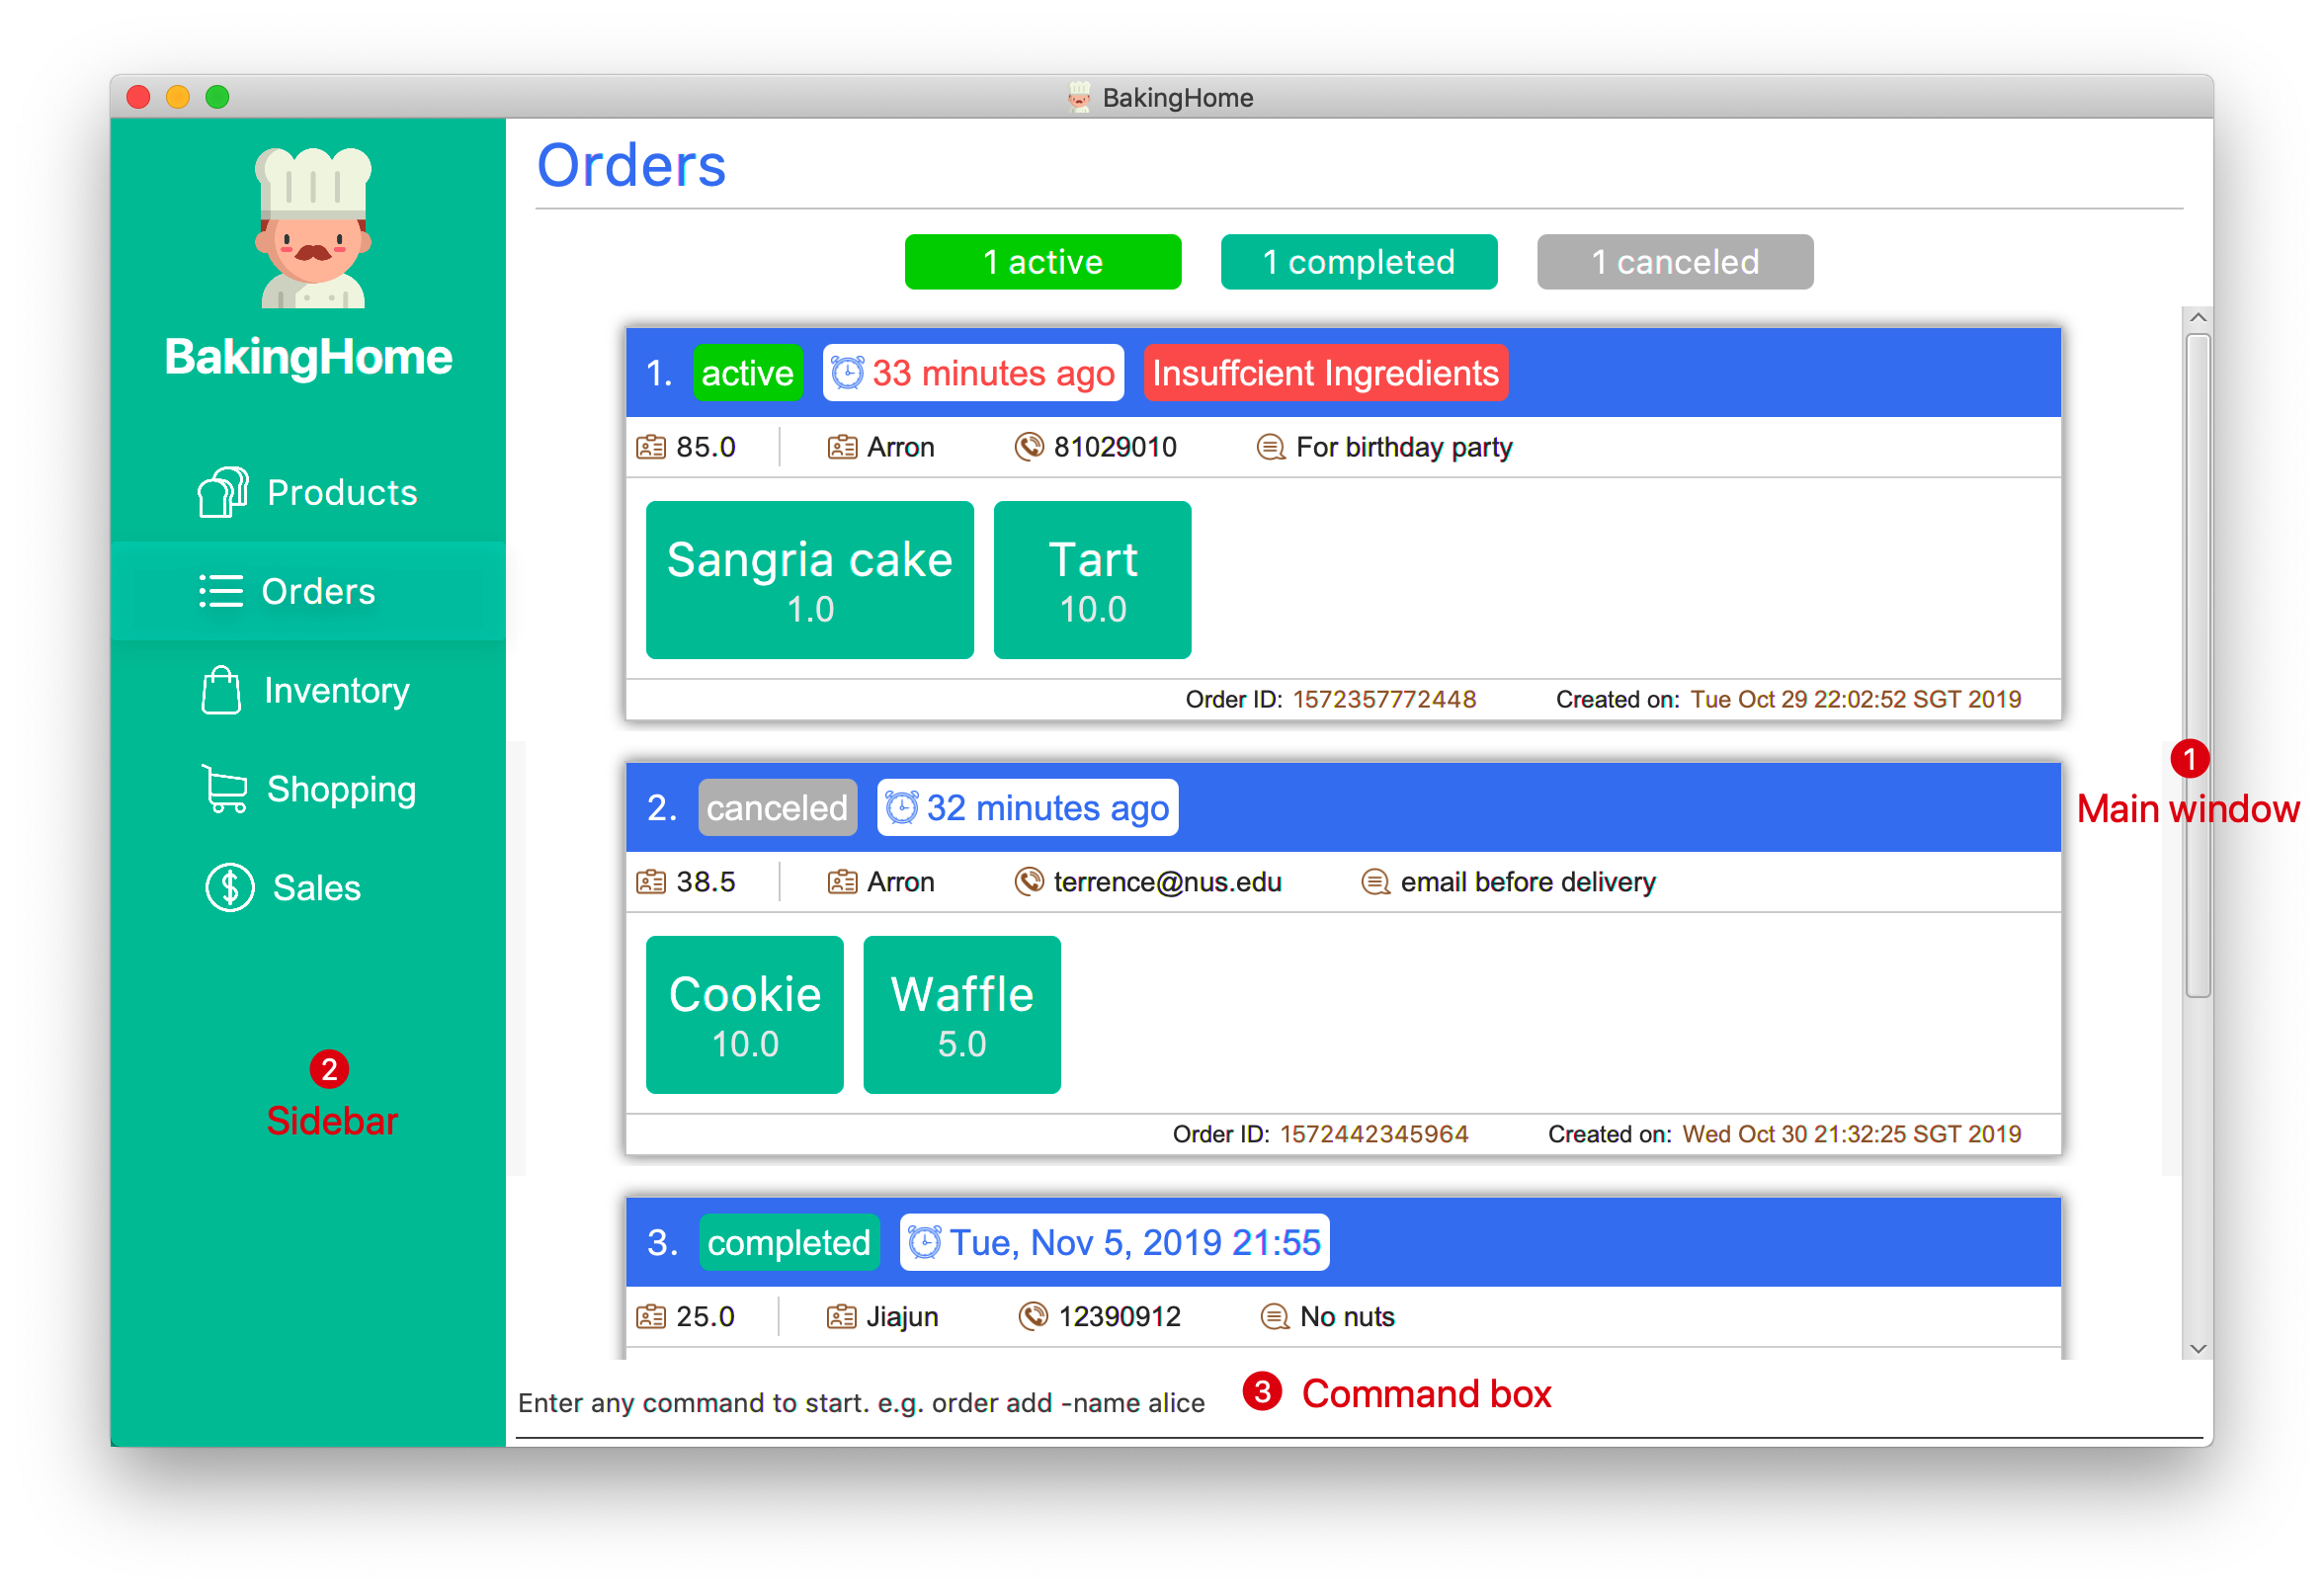 BakingHome
BakingHome
Products
Orders
Inventory
Shopping
$ Sales
2
Sidebar
Orders
1 active 1 completed 1 canceled
1. active 33 minutes ago Insuffcient Ingredients
85.0 Arron 81029010 For birthday party
Sangria cake Tart
1.0 10.0
Order ID: 1572357772448 Created on: Tue Oct 29 22:02:52 SGT 2019
1
Main window
2. canceled 32 minutes ago
38.5 Arron terrence@nus.edu email before delivery
Cookie Waffle
10.0 5.0
Order ID: 1572442345964 Created on: Wed Oct 30 21:32:25 SGT 2019
3. completed Tue, Nov 5, 2019 21:55
25.0 Jiajun 12390912 No nuts
Enter any command to start. e.g. order add -name alice
3 Command box